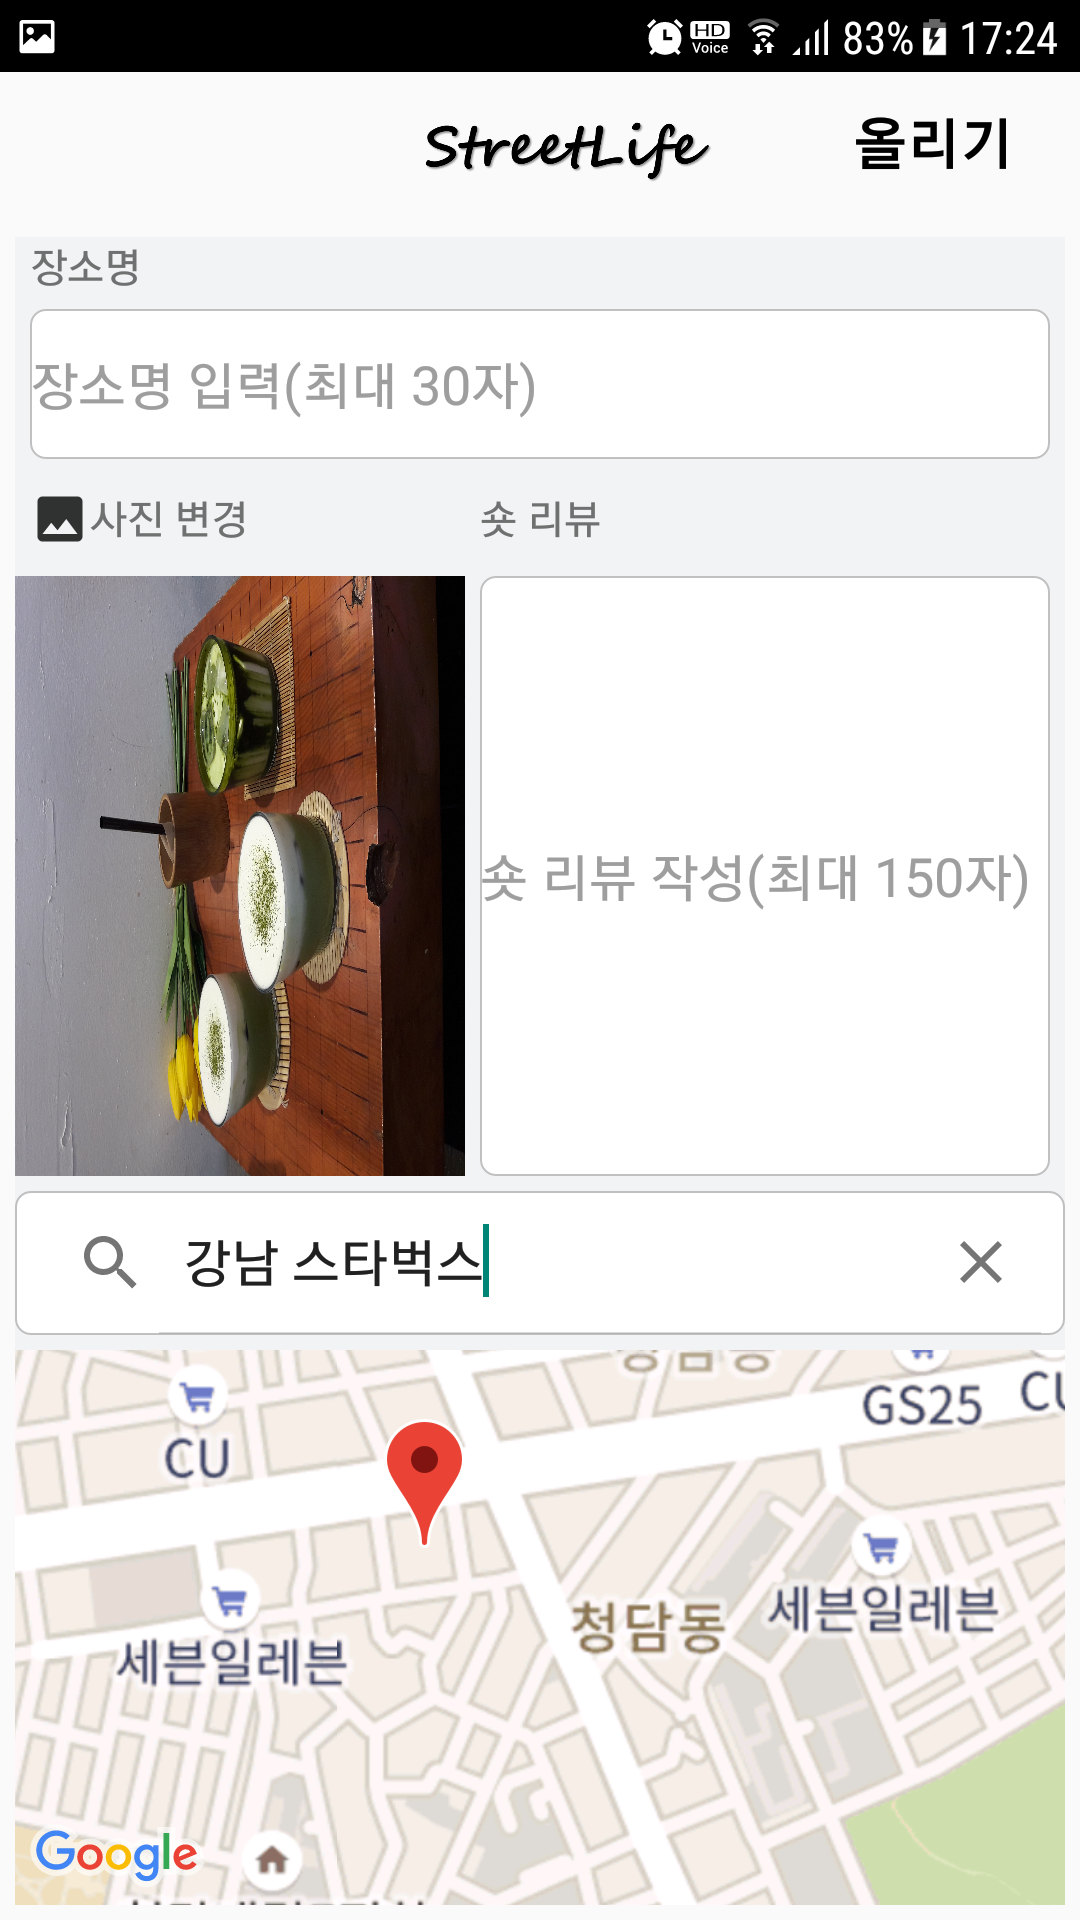 HD Voice 83% 17:24
StreetLife 올리기
장소명
장소명 입력(최대 30자)
사진 변경 숏 리뷰
숏 리뷰 작성(최대 150자)
강남 스타벅스
GS25 CU
CU
세븐일레븐
청담동
세븐일레븐
Google